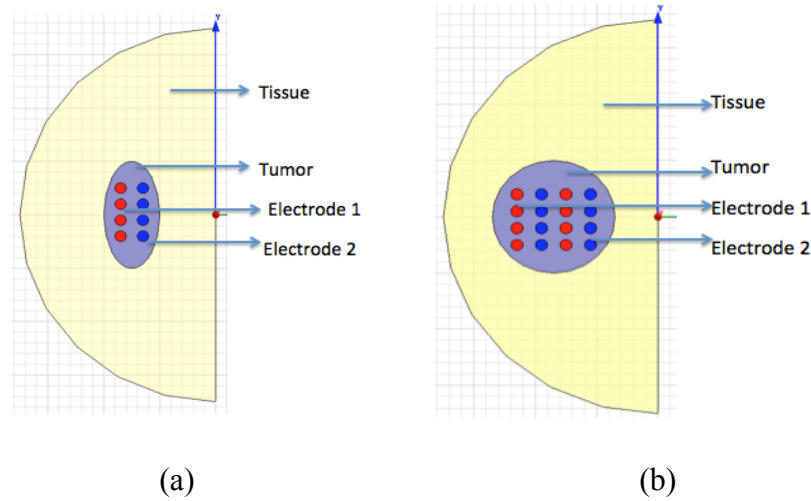 Y
Tissue
Tumor
Electrode 1
Electrode 2
(a)
Y
Tissue
Tumor
Electrode 1
Electrode 2
(b)